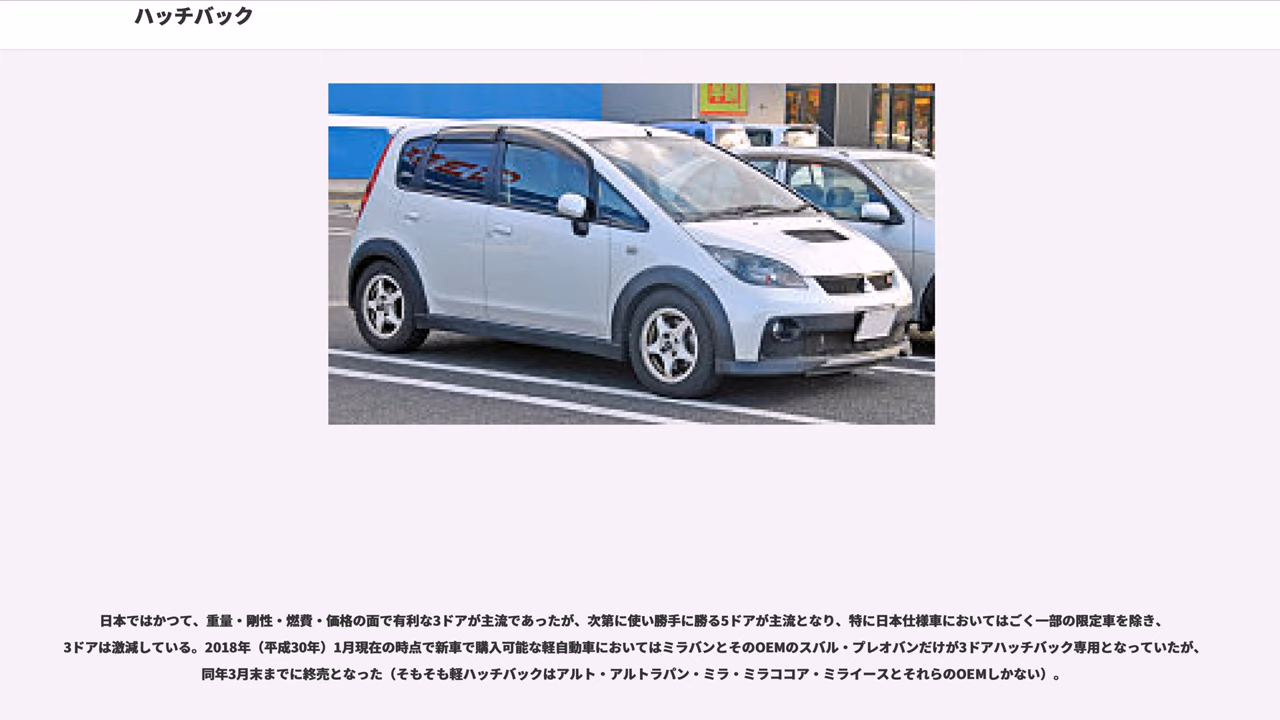 ハッチバック
日本ではかつて、重量・剛性・燃費・価格の面で有利な3ドアが主流であったが、次第に使い勝手に勝る5ドアが主流となり、特に日本仕様車においてはごく一部の限定車を除き、
3ドアは激減している。2018年（平成30年）1月現在の時点で新車で購入可能な軽自動車においてはミラバンとそのOEMのスバル・プレオバンだけが3ドアハッチバック専用となっていたが、
同年3月末までに終売となった（そもそも軽ハッチバックはアルト・アルトラパン・ミラ・ミラココア・ミライースとそれらのOEMしかない）。